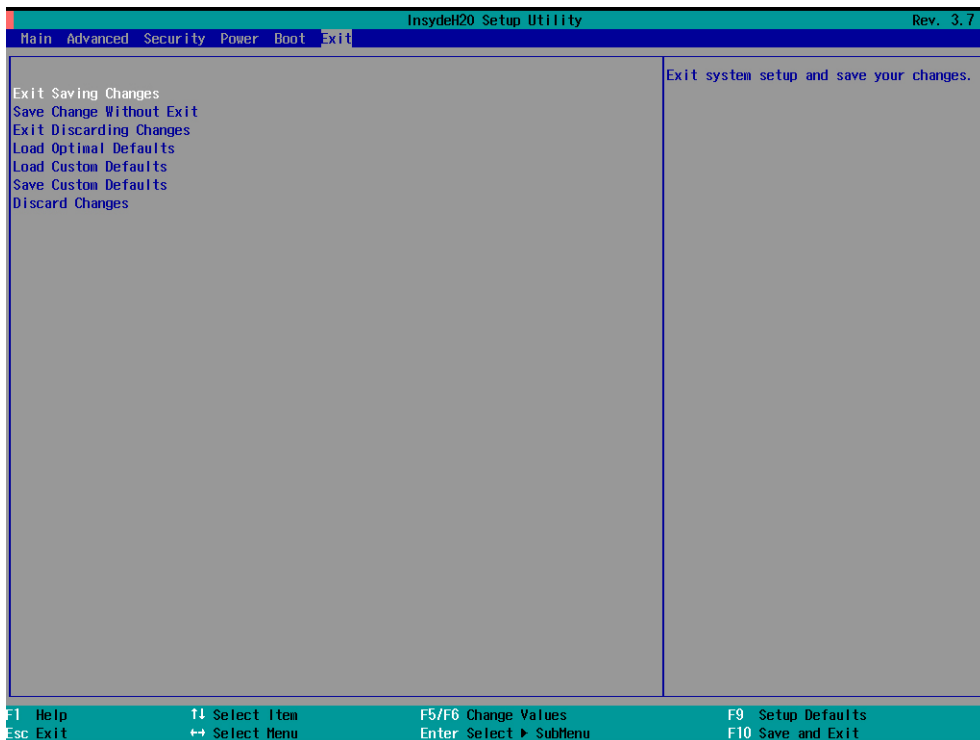 InsydeH20 Setup Utility Rev. 3.7
Main Advanced Security Power Boot Exit
Exit Saving Changes
Save Change Without Exit
Exit Discarding Changes
Load Optimal Defaults
Load Custom Defaults
Save Custom Defaults
Discard Changes
Exit system setup and save your changes.
F1 Help ↑↓ Select Item F5/F6 Change Values F9 Setup Defaults
Esc Exit ↔ Select Menu Enter Select ▶ SubMenu F10 Save and Exit